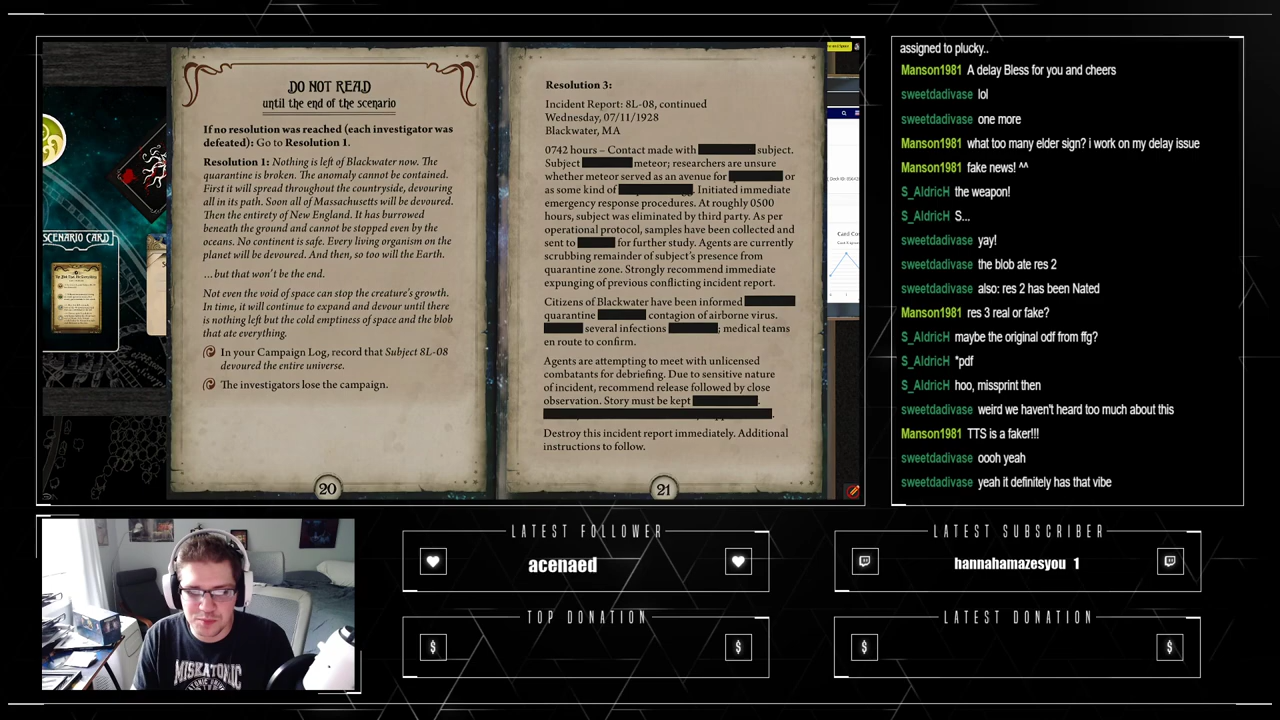 SCENARIO CARD
DO NOT READ
until the end of the scenario
If no resolution was reached (each investigator was
defeated): Go to Resolution 1.
Resolution 1: Nothing is left of Blackwater now. The
quarantine is broken. The anomaly cannot be contained.
First it will spread throughout the countryside, devouring
all in its path. Soon all of Massachusetts will be devoured.
Then the entirety of New England. It has burrowed
beneath the ground and cannot be stopped even by the
oceans. No continent is safe. Every living organism on the
planet will be devoured. And then, so too will the Earth.
…but that won't be the end.
Not even the void of space can stop the creature's growth.
In time, it will continue to expand and devour until there
is nothing left but the cold emptiness of space and the blob
that ate everything.
In your Campaign Log, record that Subject 8L-08
devoured the entire universe.
The investigators lose the campaign.
20
Resolution 3:
Incident Report: 8L-08, continued
Wednesday, 07/11/1928
Blackwater, MA
0742 hours – Contact made with subject.
Subject meteor; researchers are unsure
whether meteor served as an avenue for or
as some kind of . Initiated immediate
emergency response procedures. At roughly 0500
hours, subject was eliminated by third party. As per
operational protocol, samples have been collected and
sent to for further study. Agents are currently
scrubbing remainder of subject's presence from
quarantine zone. Strongly recommend immediate
expunging of previous conflicting incident report.
Citizens of Blackwater have been informed
quarantine contagion of airborne virus.
several infections ; medical teams
en route to confirm.
Agents are attempting to meet with unlicensed
combatants for debriefing. Due to sensitive nature
of incident, recommend release followed by close
observation. Story must be kept .
.
Destroy this incident report immediately. Additional
instructions to follow.
21
assigned to plucky..
Manson1981 A delay Bless for you and cheers
sweetdadivase lol
sweetdadivase one more
Manson1981 what too many elder sign? i work on my delay issue
Manson1981 fake news! ^^
S_AldricH the weapon!
S_AldricH S...
sweetdadivase yay!
sweetdadivase the blob ate res 2
sweetdadivase also: res 2 has been Nated
Manson1981 res 3 real or fake?
S_AldricH maybe the original odf from ffg?
S_AldricH *pdf
S_AldricH hoo, missprint then
sweetdadivase weird we haven't heard too much about this
Manson1981 TTS is a faker!!!
sweetdadivase oooh yeah
sweetdadivase yeah it definitely has that vibe
MISKATONIC
LATEST FOLLOWER
acenaed
LATEST SUBSCRIBER
hannahamazesyou 1
TOP DONATION
$ $
LATEST DONATION
$ $